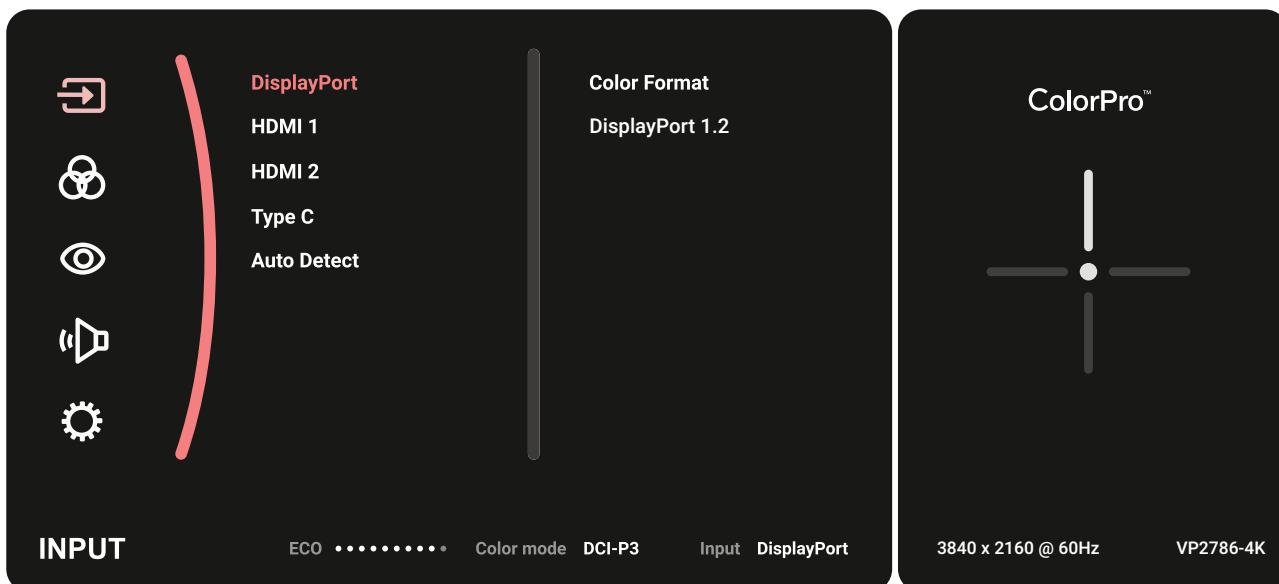 DisplayPort
HDMI 1
HDMI 2
Type C
Auto Detect
Color Format
DisplayPort 1.2
INPUT
ECO
Color mode DCI-P3
Input DisplayPort
ColorPro™
3840 x 2160 @ 60Hz
VP2786-4K